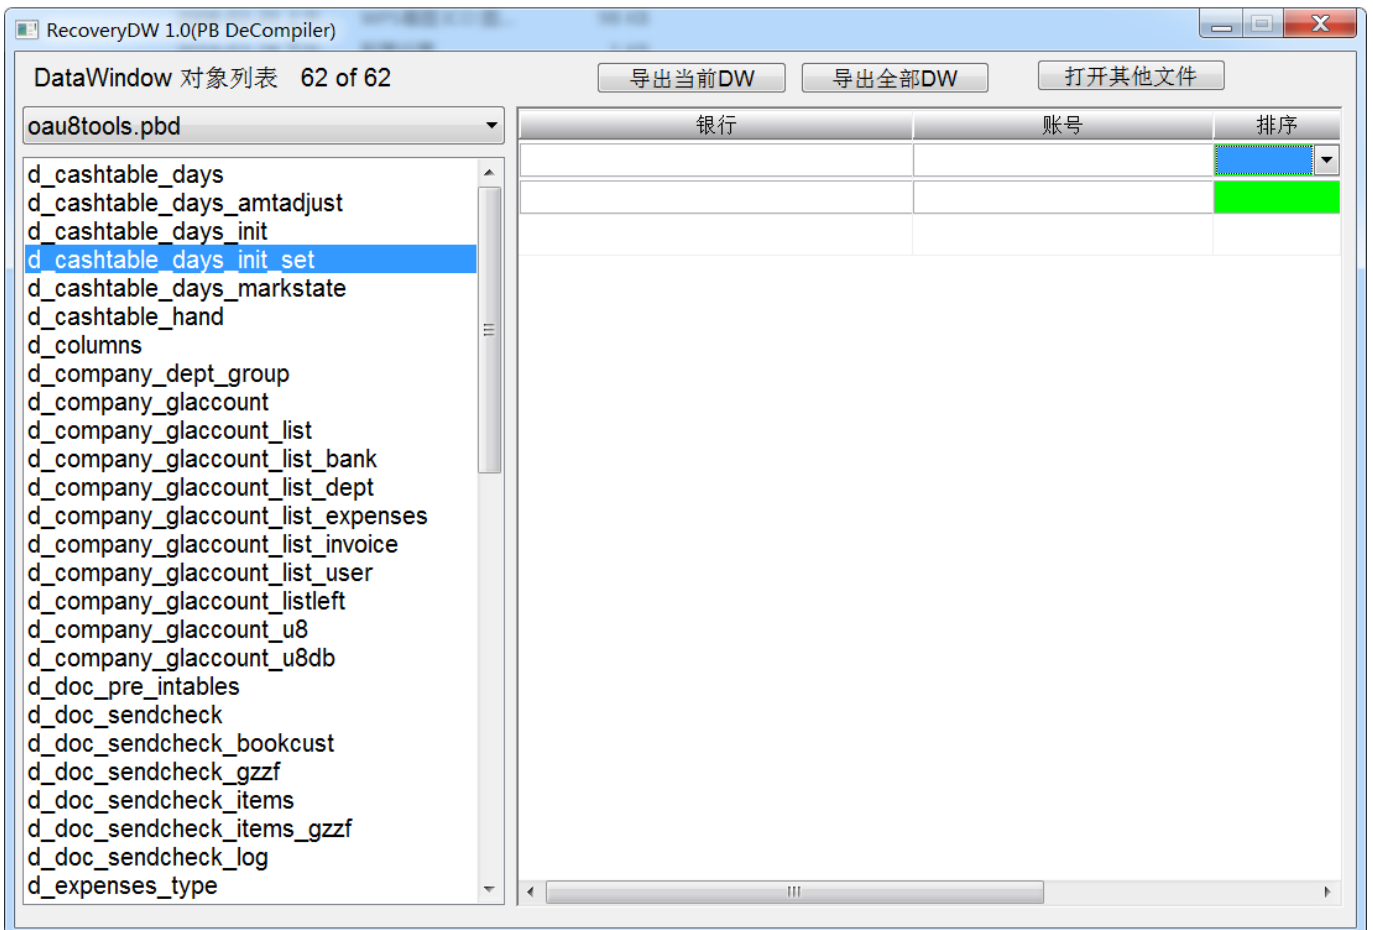 RecoveryDW 1.0(PB DeCompiler)
DataWindow 对象列表 62 of 62
导出当前DW
导出全部DW
打开其他文件
oau8tools.pbd
银行
账号
排序
d_cashtable_days
d_cashtable_days_amtadjust
d_cashtable_days_init
d_cashtable_days_init_set
d_cashtable_days_markstate
d_cashtable_hand
d_columns
d_company_dept_group
d_company_glaccount
d_company_glaccount_list
d_company_glaccount_list_bank
d_company_glaccount_list_dept
d_company_glaccount_list_expenses
d_company_glaccount_list_invoice
d_company_glaccount_list_user
d_company_glaccount_listleft
d_company_glaccount_u8
d_company_glaccount_u8db
d_doc_pre_intables
d_doc_sendcheck
d_doc_sendcheck_bookcust
d_doc_sendcheck_gzzf
d_doc_sendcheck_items
d_doc_sendcheck_items_gzzf
d_doc_sendcheck_log
d_expenses_type